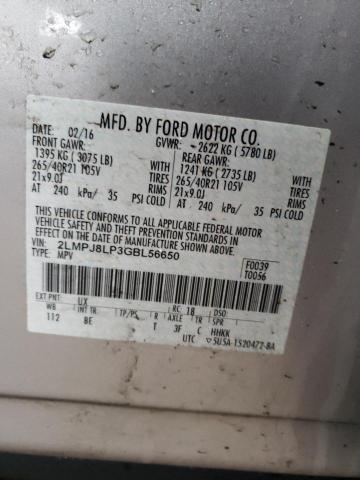 MFD. BY FORD MOTOR CO.
DATE: 02/16 GVWR: 2622 KG (5780 LB)
FRONT GAWR: REAR GAWR:
1395 KG (3075 LB) WITH 1241 KG (2735 LB) WITH
265/40R21 105V TIRES 265/40R21 105V TIRES
21x9.0J RIMS 21x9.0J RIMS
AT 240 kPa/ 35 PSI COLD AT 240 kPa/ 35 PSI COLD
THIS VEHICLE CONFORMS TO ALL APPLICABLE FEDERAL MOTOR
VEHICLE SAFETY AND THEFT PREVENTION STANDARDS IN
EFFECT ON THE DATE OF MANUFACTURE SHOWN ABOVE.
VIN: 2LMPJ8LP3GBL56650
TYPE: MPV
F0039
T0056
EXT PNT: UX RC: 18 DSO:
WB INT TR TP/PS R AXLE TR SPR
112 BE T 3F C HHKK
UTC 5U5A-1520472-BA